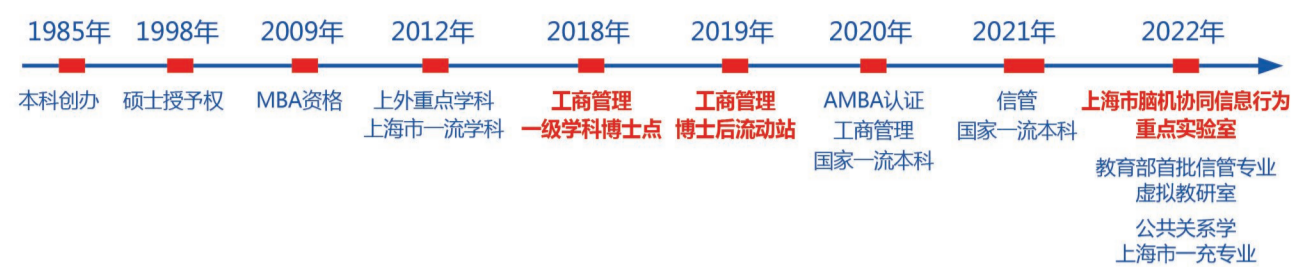 1985年 1998年 2009年 2012年 2018年 2019年 2020年 2021年 2022年
本科创办
硕士授予权
MBA资格
上外重点学科
上海市一流学科
工商管理
一级学科博士点
工商管理
博士后流动站
AMBA认证
工商管理
国家一流本科
信管
国家一流本科
上海市脑机协同信息行为
重点实验室
教育部首批信管专业
虚拟教研室
公共关系学
上海市一充专业